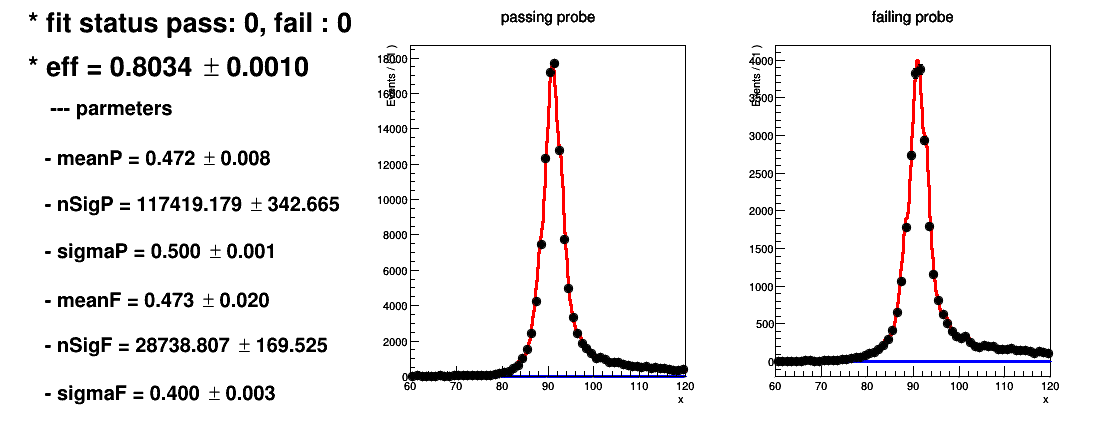 * fit status pass: 0, fail : 0
* eff = 0.8034 ± 0.0010
--- parmeters
- meanP = 0.472 ± 0.008
- nSigP = 117419.179 ± 342.665
- sigmaP = 0.500 ± 0.001
- meanF = 0.473 ± 0.020
- nSigF = 28738.807 ± 169.525
- sigmaF = 0.400 ± 0.003
passing probe
18000
16000
14000
12000
10000
8000
6000
4000
2000
0
60 70 80 90 100 110 120
x
failing probe
4000
3500
3000
2500
2000
1500
1000
500
0
60 70 80 90 100 110 120
x